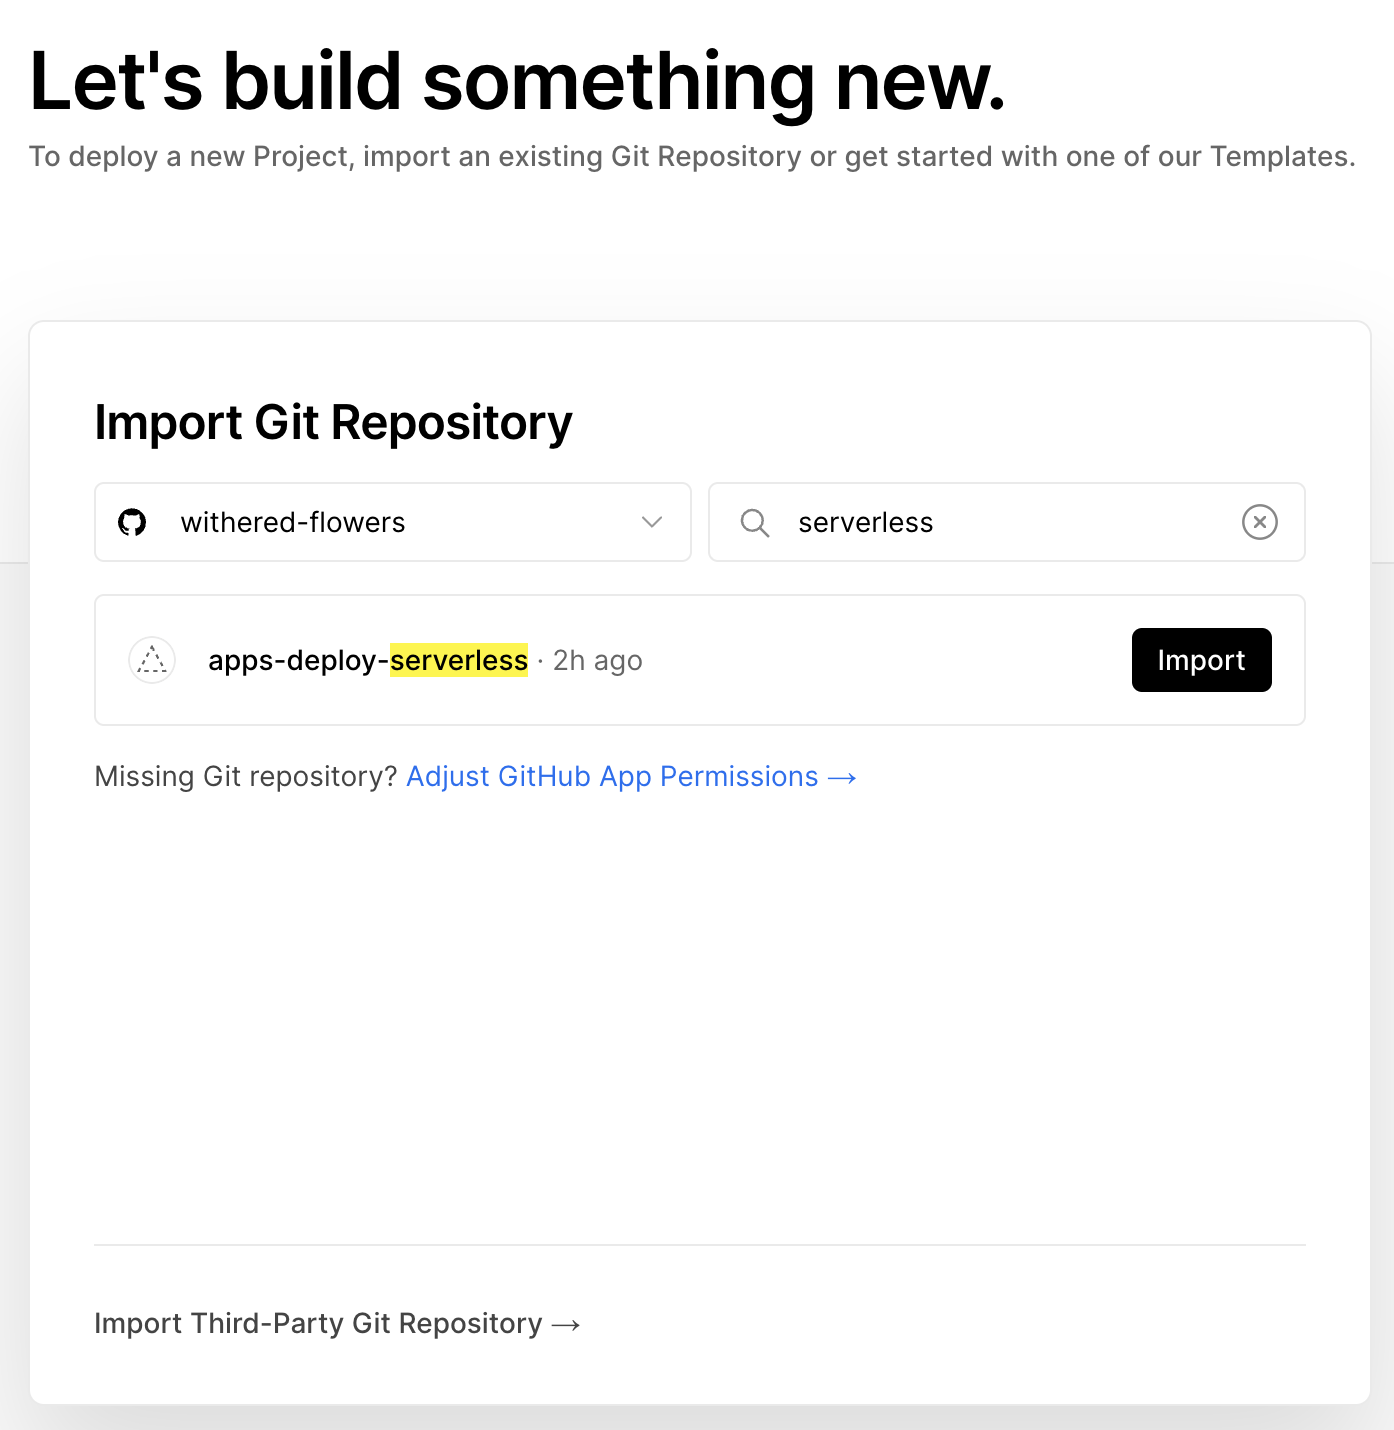 Let's build something new.
To deploy a new Project, import an existing Git Repository or get started with one of our Templates.
Import Git Repository
withered-flowers
serverless
apps-deploy-serverless · 2h ago
Import
Missing Git repository? Adjust GitHub App Permissions →
Import Third-Party Git Repository →